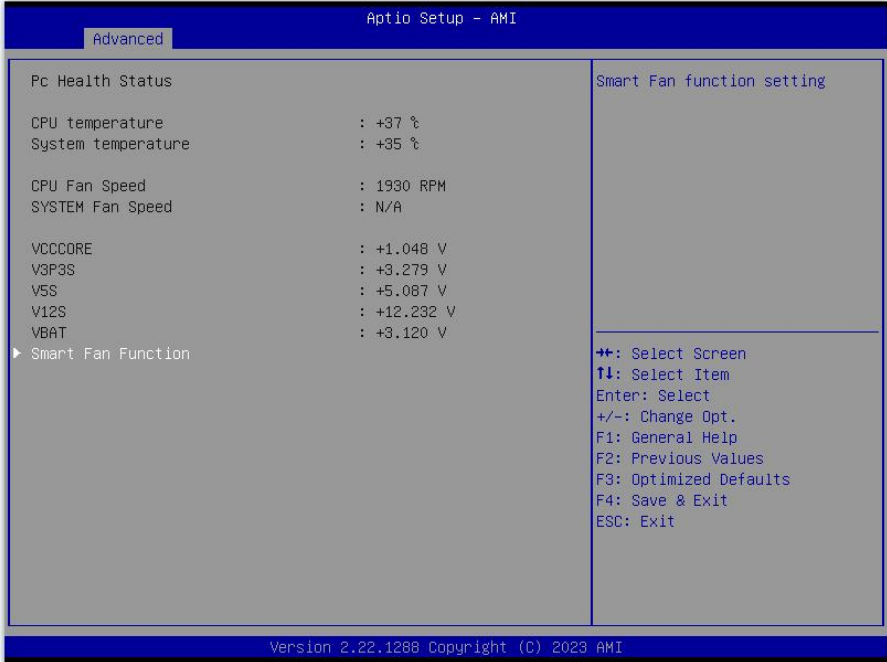 Aptio Setup – AMI
Advanced
Pc Health Status
CPU temperature : +37 ℃
System temperature : +35 ℃
CPU Fan Speed : 1930 RPM
SYSTEM Fan Speed : N/A
VCCCORE : +1.048 V
V3P3S : +3.279 V
V5S : +5.087 V
V12S : +12.232 V
VBAT : +3.120 V
▶ Smart Fan Function
Smart Fan function setting
→←: Select Screen
↑↓: Select Item
Enter: Select
+/-: Change Opt.
F1: General Help
F2: Previous Values
F3: Optimized Defaults
F4: Save & Exit
ESC: Exit
Version 2.22.1288 Copyright (C) 2023 AMI